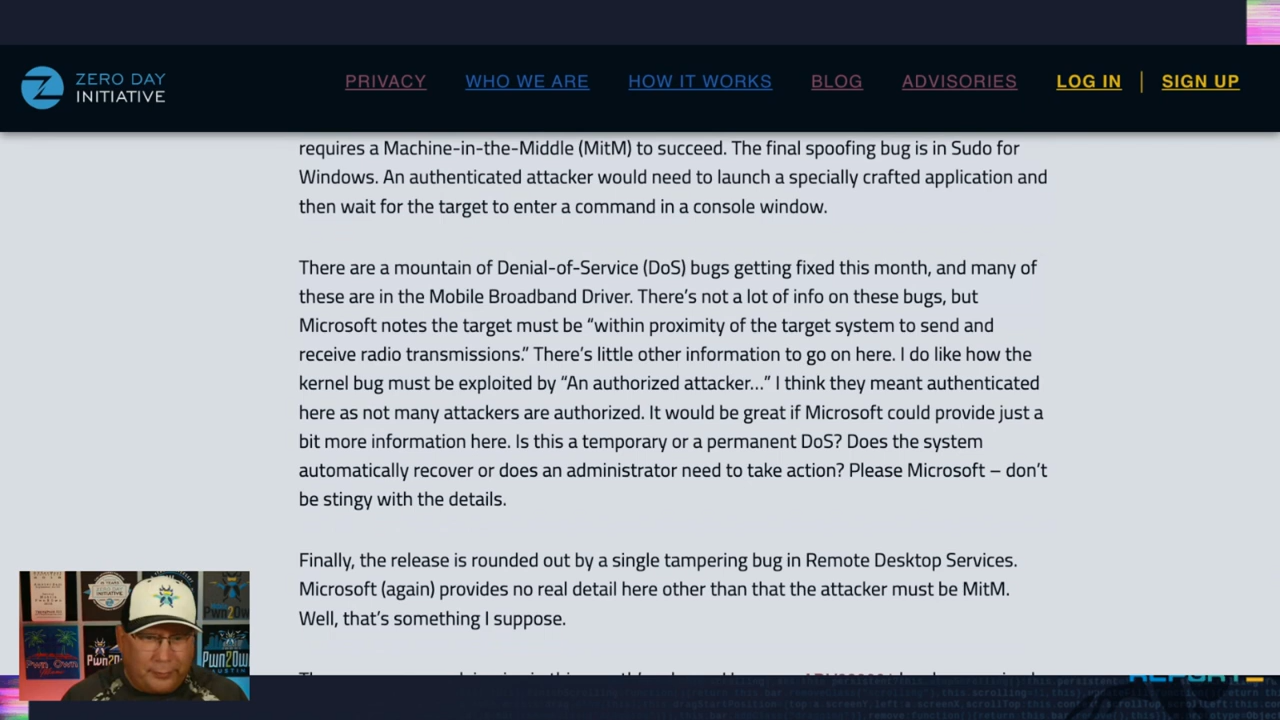 ZERO DAY
INITIATIVE
PRIVACY WHO WE ARE HOW IT WORKS BLOG ADVISORIES LOG IN | SIGN UP
requires a Machine-in-the-Middle (MitM) to succeed. The final spoofing bug is in Sudo for
Windows. An authenticated attacker would need to launch a specially crafted application and
then wait for the target to enter a command in a console window.
There are a mountain of Denial-of-Service (DoS) bugs getting fixed this month, and many of
these are in the Mobile Broadband Driver. There’s not a lot of info on these bugs, but
Microsoft notes the target must be “within proximity of the target system to send and
receive radio transmissions.” There’s little other information to go on here. I do like how the
kernel bug must be exploited by “An authorized attacker…” I think they meant authenticated
here as not many attackers are authorized. It would be great if Microsoft could provide just a
bit more information here. Is this a temporary or a permanent DoS? Does the system
automatically recover or does an administrator need to take action? Please Microsoft – don’t
be stingy with the details.
Finally, the release is rounded out by a single tampering bug in Remote Desktop Services.
Microsoft (again) provides no real detail here other than that the attacker must be MitM.
Well, that’s something I suppose.
Pwn2Own
Pwn2Own
AUSTIN